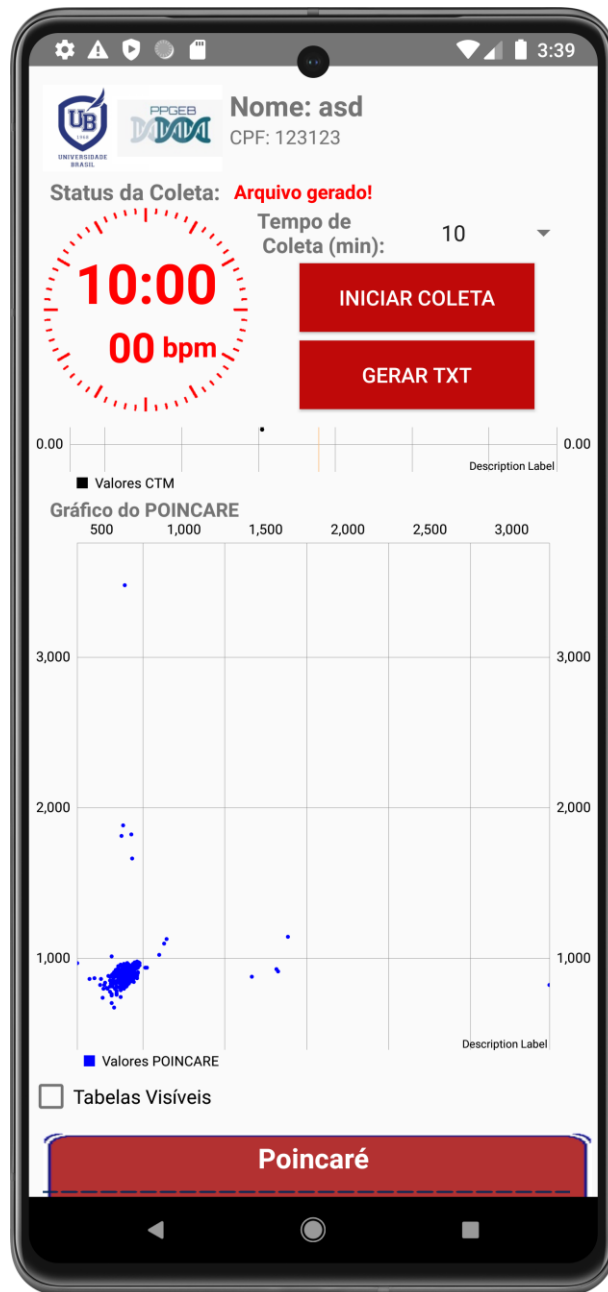 3:39
UB
1968
UNIVERSIDADE
BRASIL
PPGEB
Nome: asd
CPF: 123123
Status da Coleta: Arquivo gerado!
Tempo de
Coleta (min):
10
10:00
00 bpm
INICIAR COLETA
GERAR TXT
0.00
0.00
Description Label
Valores CTM
Gráfico do POINCARE
500 1,000 1,500 2,000 2,500 3,000
3,000 3,000
2,000 2,000
1,000 1,000
Description Label
Valores POINCARE
Tabelas Visíveis
Poincaré